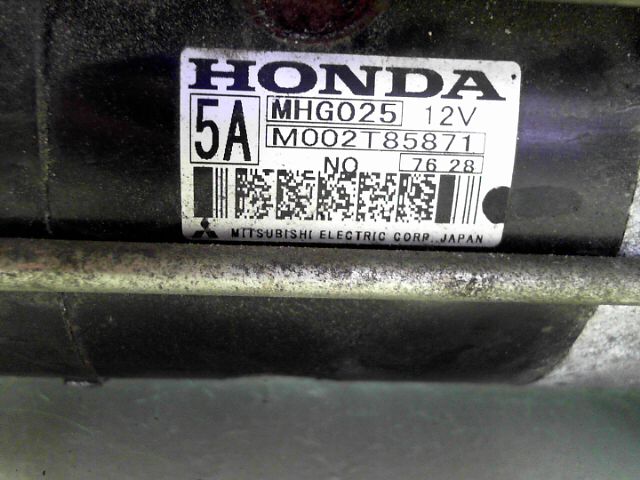 HONDA
5A MHG025 12V
M002T85871
NO 76 28
MITSUBISHI ELECTRIC CORP., JAPAN